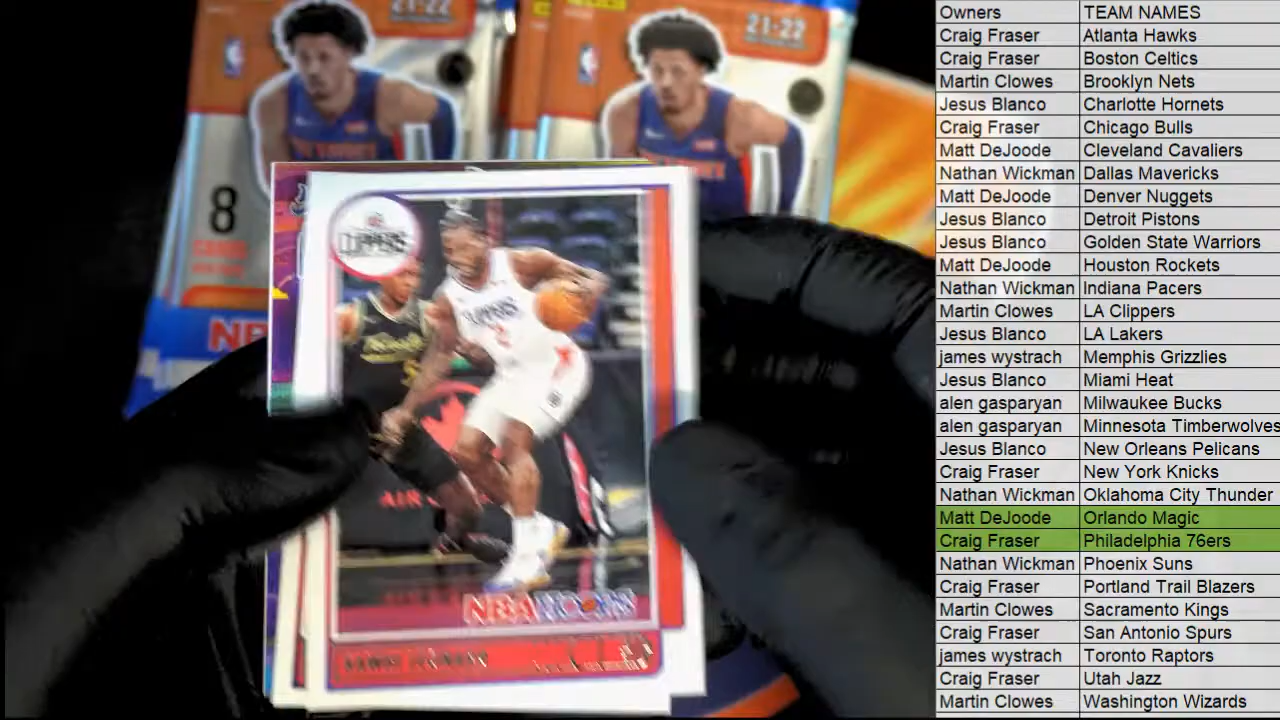 21-22
21-22
8
CLIPPERS
CLIPPERS
2
AIR
NBA HOOPS
Owners TEAM NAMES
Craig Fraser Atlanta Hawks
Craig Fraser Boston Celtics
Martin Clowes Brooklyn Nets
Jesus Blanco Charlotte Hornets
Craig Fraser Chicago Bulls
Matt DeJoode Cleveland Cavaliers
Nathan Wickman Dallas Mavericks
Matt DeJoode Denver Nuggets
Jesus Blanco Detroit Pistons
Jesus Blanco Golden State Warriors
Matt DeJoode Houston Rockets
Nathan Wickman Indiana Pacers
Martin Clowes LA Clippers
Jesus Blanco LA Lakers
james wystrach Memphis Grizzlies
Jesus Blanco Miami Heat
alen gasparyan Milwaukee Bucks
alen gasparyan Minnesota Timberwolves
Jesus Blanco New Orleans Pelicans
Craig Fraser New York Knicks
Nathan Wickman Oklahoma City Thunder
Matt DeJoode Orlando Magic
Craig Fraser Philadelphia 76ers
Nathan Wickman Phoenix Suns
Craig Fraser Portland Trail Blazers
Martin Clowes Sacramento Kings
Craig Fraser San Antonio Spurs
james wystrach Toronto Raptors
Craig Fraser Utah Jazz
Martin Clowes Washington Wizards